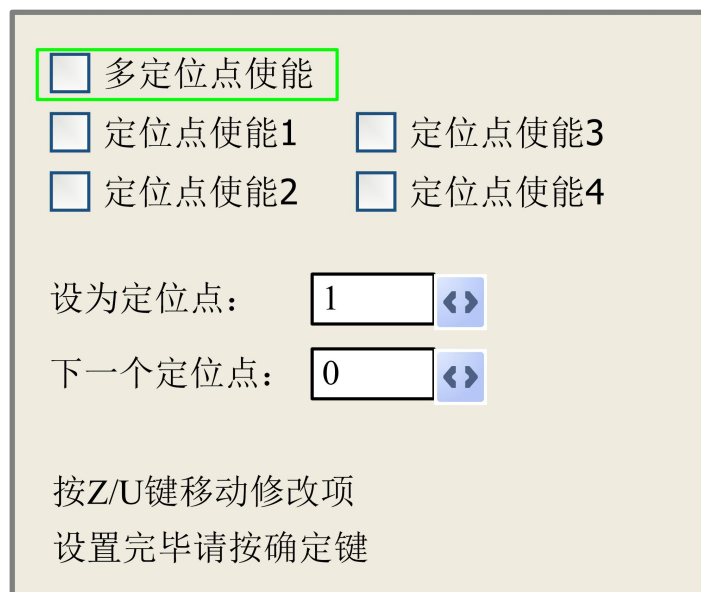 多定位点使能
定位点使能1 定位点使能3
定位点使能2 定位点使能4
设为定位点： 1
下一个定位点： 0
按Z/U键移动修改项
设置完毕请按确定键